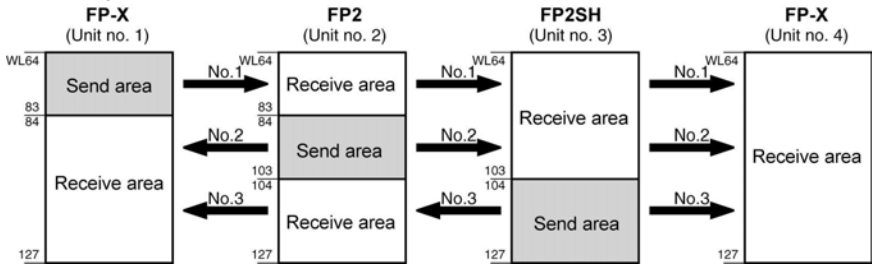 FP-X FP2 FP2SH FP-X
(Unit no. 1) (Unit no. 2) (Unit no. 3) (Unit no. 4)
WL64 No.1 WL64 No.1 WL64 No.1 WL64
Send area Receive area
83 83
84 No.2 84 No.2 Receive area No.2
Send area Receive area
Receive area 103 103
No.3 104 No.3 104 No.3
Receive area Send area
127 127 127 127